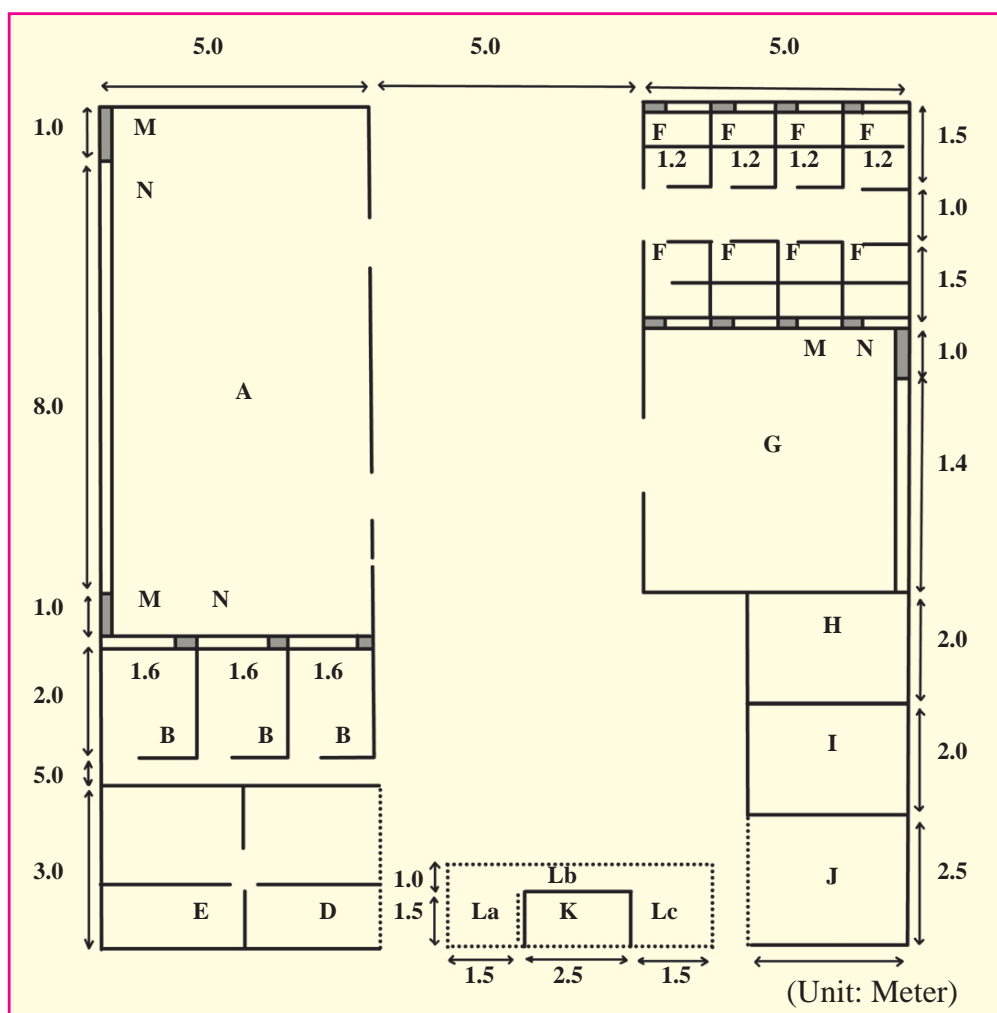 5.0 5.0 5.0
1.0 M F F F F 1.5
1.2 1.2 1.2 1.2
N 1.0
F F F F 1.5
M N 1.0
A
8.0 G 1.4
1.0 M N
H 2.0
1.6 1.6 1.6
2.0
B B B I 2.0
5.0
3.0 1.0 Lb J 2.5
E D 1.5 La K Lc
1.5 2.5 1.5
(Unit: Meter)